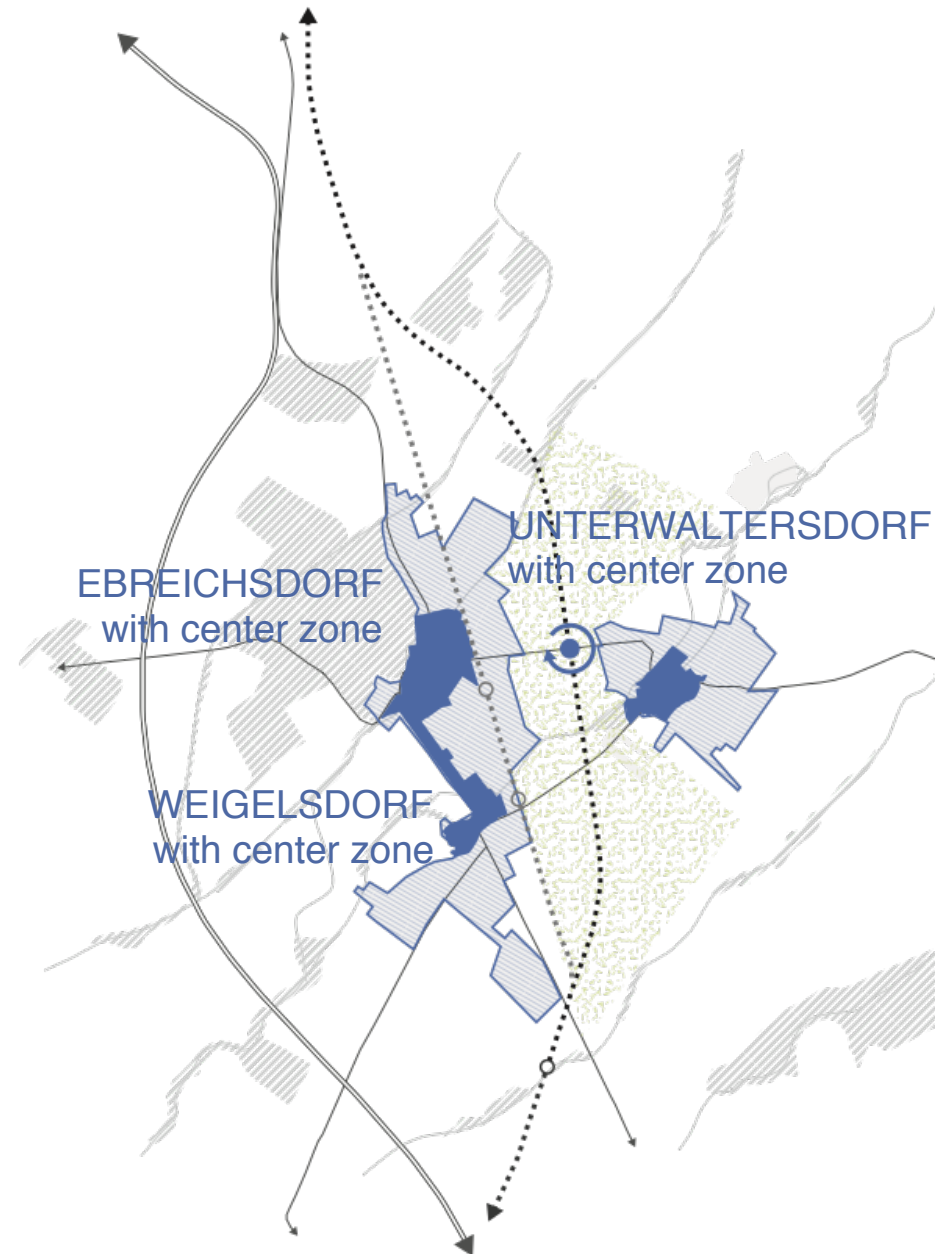 UNTERWALTERSDORF
with center zone
EBREICHSDORF
with center zone
WEIGELSDORF
with center zone